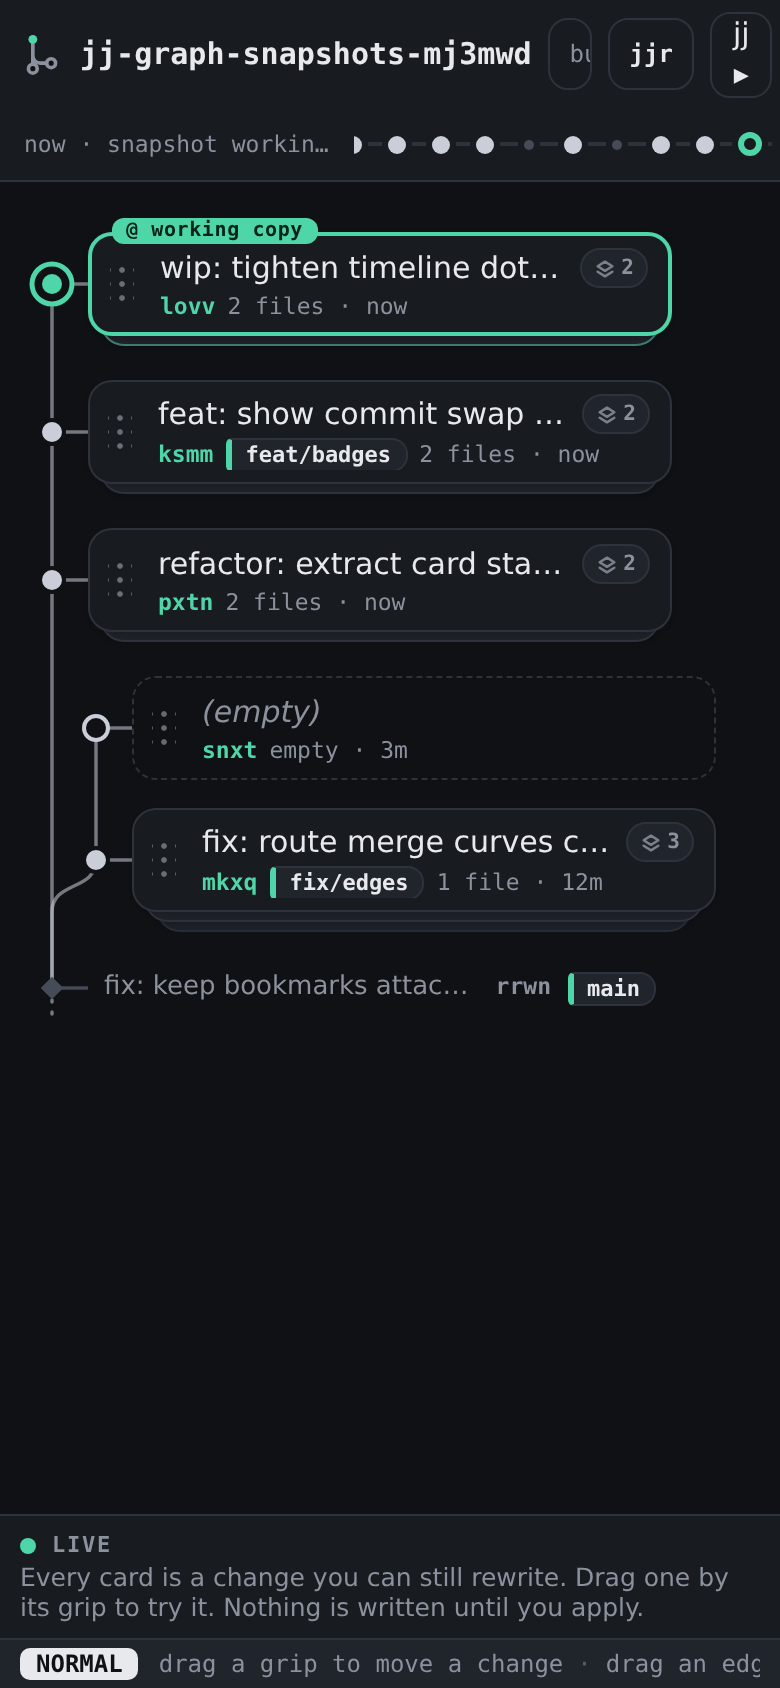 jj-graph-snapshots-mj3mwd
jjr
jj
▶
now · snapshot workin…
@ working copy
wip: tighten timeline dot… 2
lovv 2 files · now
feat: show commit swap … 2
ksmm feat/badges 2 files · now
refactor: extract card sta… 2
pxtn 2 files · now
(empty)
snxt empty · 3m
fix: route merge curves c… 3
mkxq fix/edges 1 file · 12m
fix: keep bookmarks attac… rrwn main
LIVE
Every card is a change you can still rewrite. Drag one by
its grip to try it. Nothing is written until you apply.
NORMAL drag a grip to move a change · drag an edg